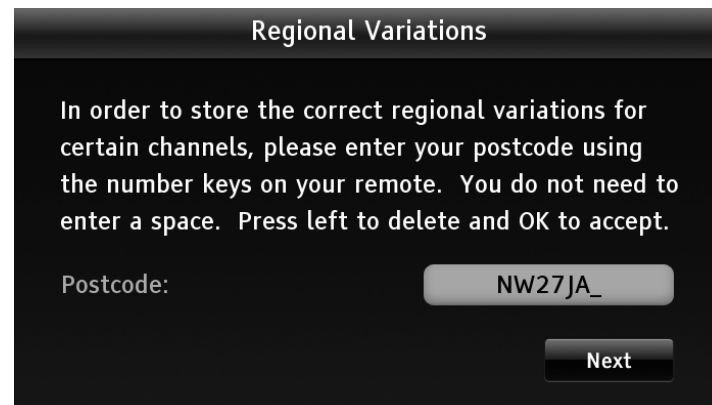 Regional Variations
In order to store the correct regional variations for
certain channels, please enter your postcode using
the number keys on your remote.  You do not need to
enter a space.  Press left to delete and OK to accept.
Postcode: NW27JA_
Next